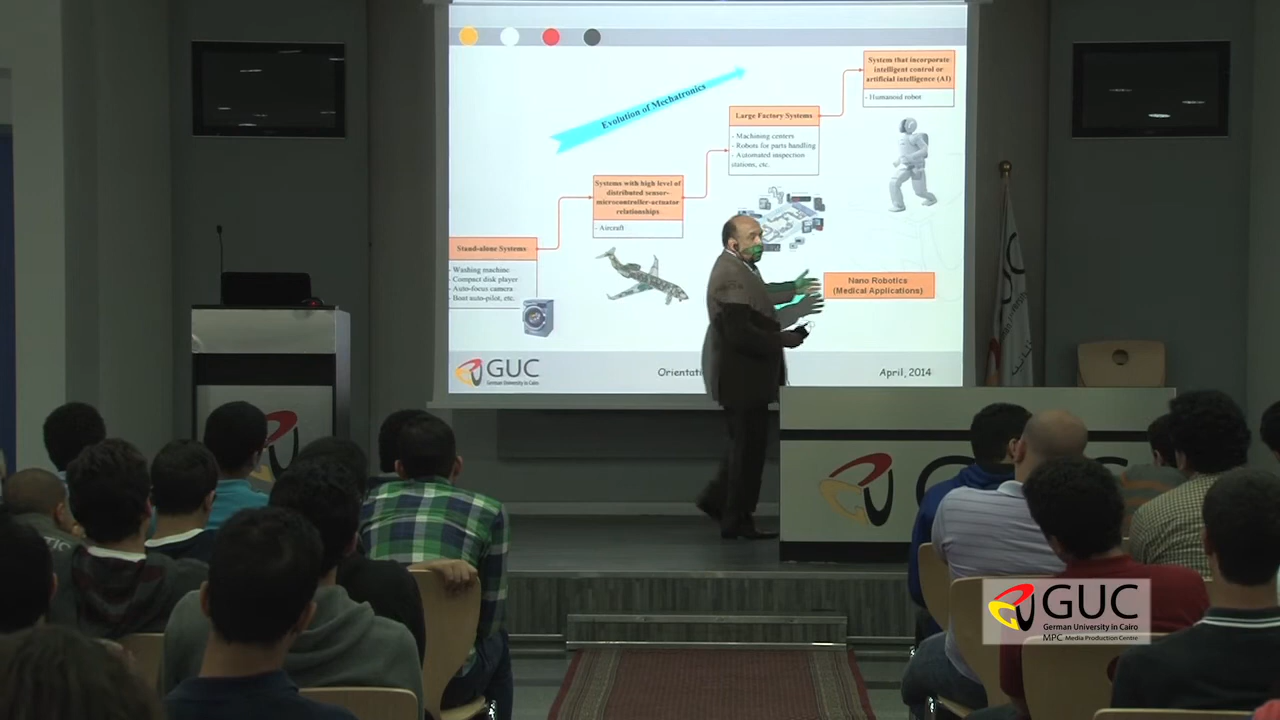 Evolution of Mechatronics
System that incorporate
intelligent control or
artificial intelligence (AI)
- Humanoid robot
Large Factory Systems
- Machining centers
- Robots for parts handling
- Automated inspection
stations, etc.
Systems with high level of
distributed sensor-
microcontroller-actuator
relationships
- Aircraft
Stand-alone Systems
- Washing machine
- Compact disk player
- Auto-focus camera
- Boat auto-pilot, etc.
Nano Robotics
(Medical Applications)
GUC
German University in Cairo
April, 2014
GUC
German University in Cairo
MPC Media Production Centre